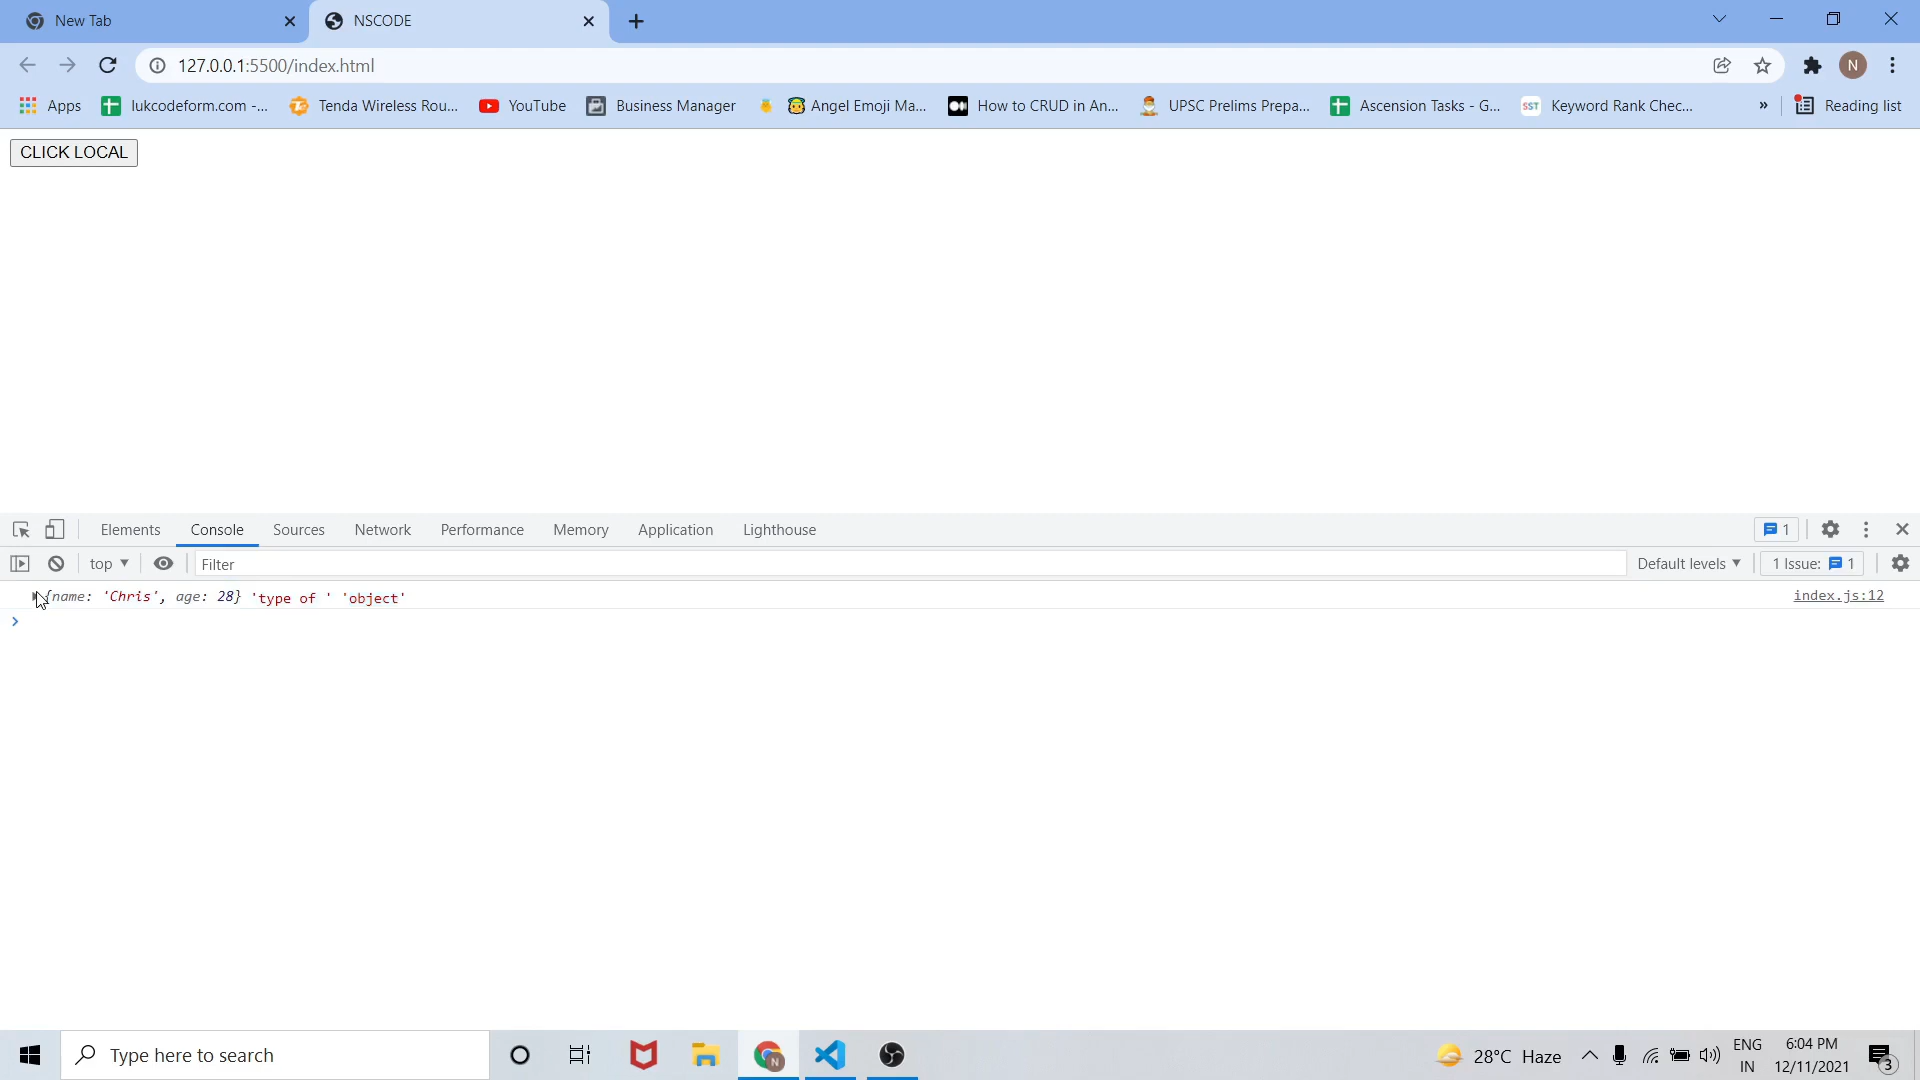 New Tab
NSCODE
127.0.0.1:5500/index.html
N
Apps
lukcodeform.com -...
Tenda Wireless Rou...
YouTube
Business Manager
Angel Emoji Ma...
How to CRUD in An...
UPSC Prelims Prepa...
Ascension Tasks - G...
SST
Keyword Rank Chec...
»
Reading list
CLICK LOCAL
Elements
Console
Sources
Network
Performance
Memory
Application
Lighthouse
1
top
Filter
Default levels
1 Issue:
1
{name: 'Chris', age: 28} 'type of ' 'object'
index.js:12
Type here to search
N
28°C Haze
ENG
IN
6:04 PM
12/11/2021
3